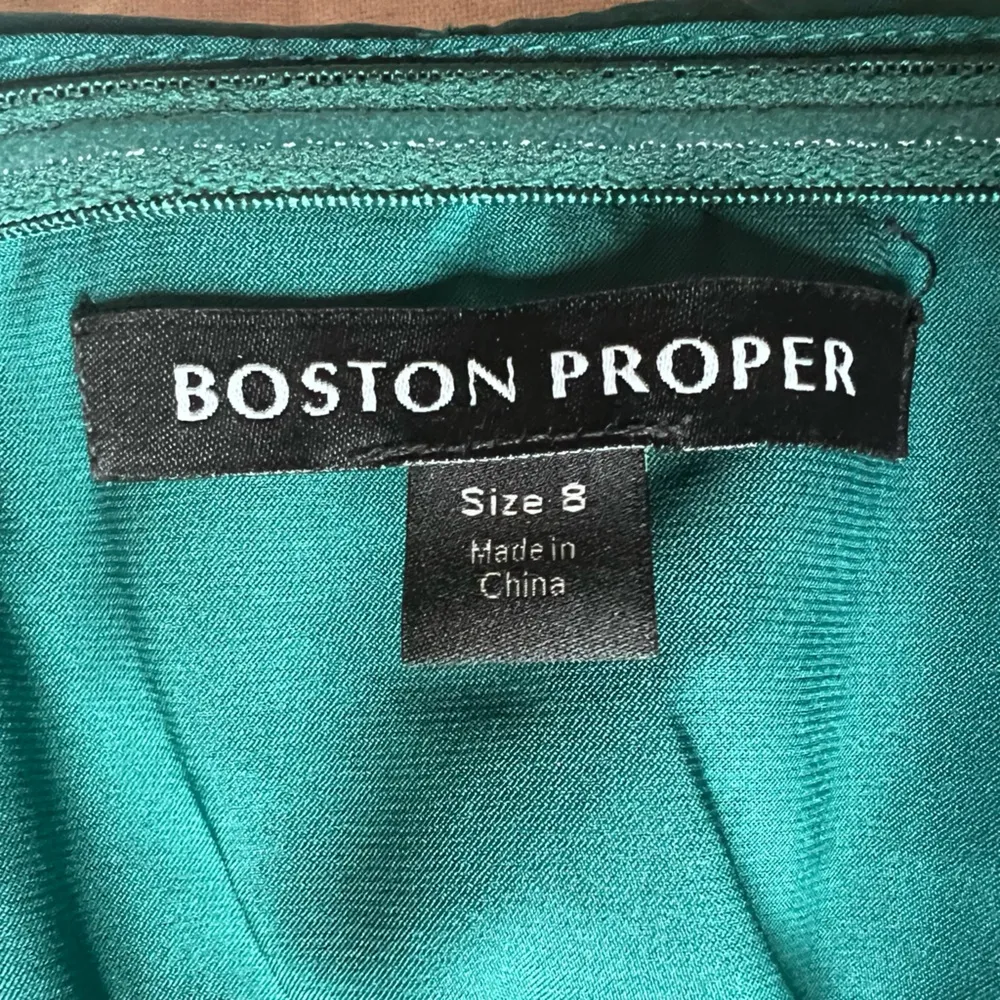 BOSTON PROPER
Size 8
Made in
China